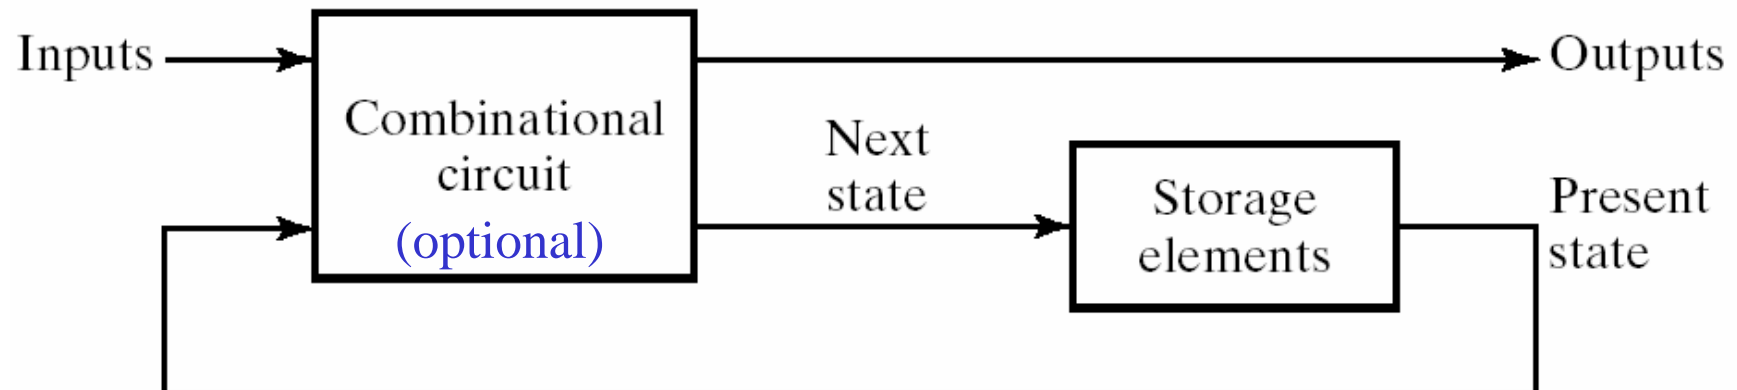 Inputs
Combinational
circuit
(optional)
Next
state
Storage
elements
Outputs
Present
state